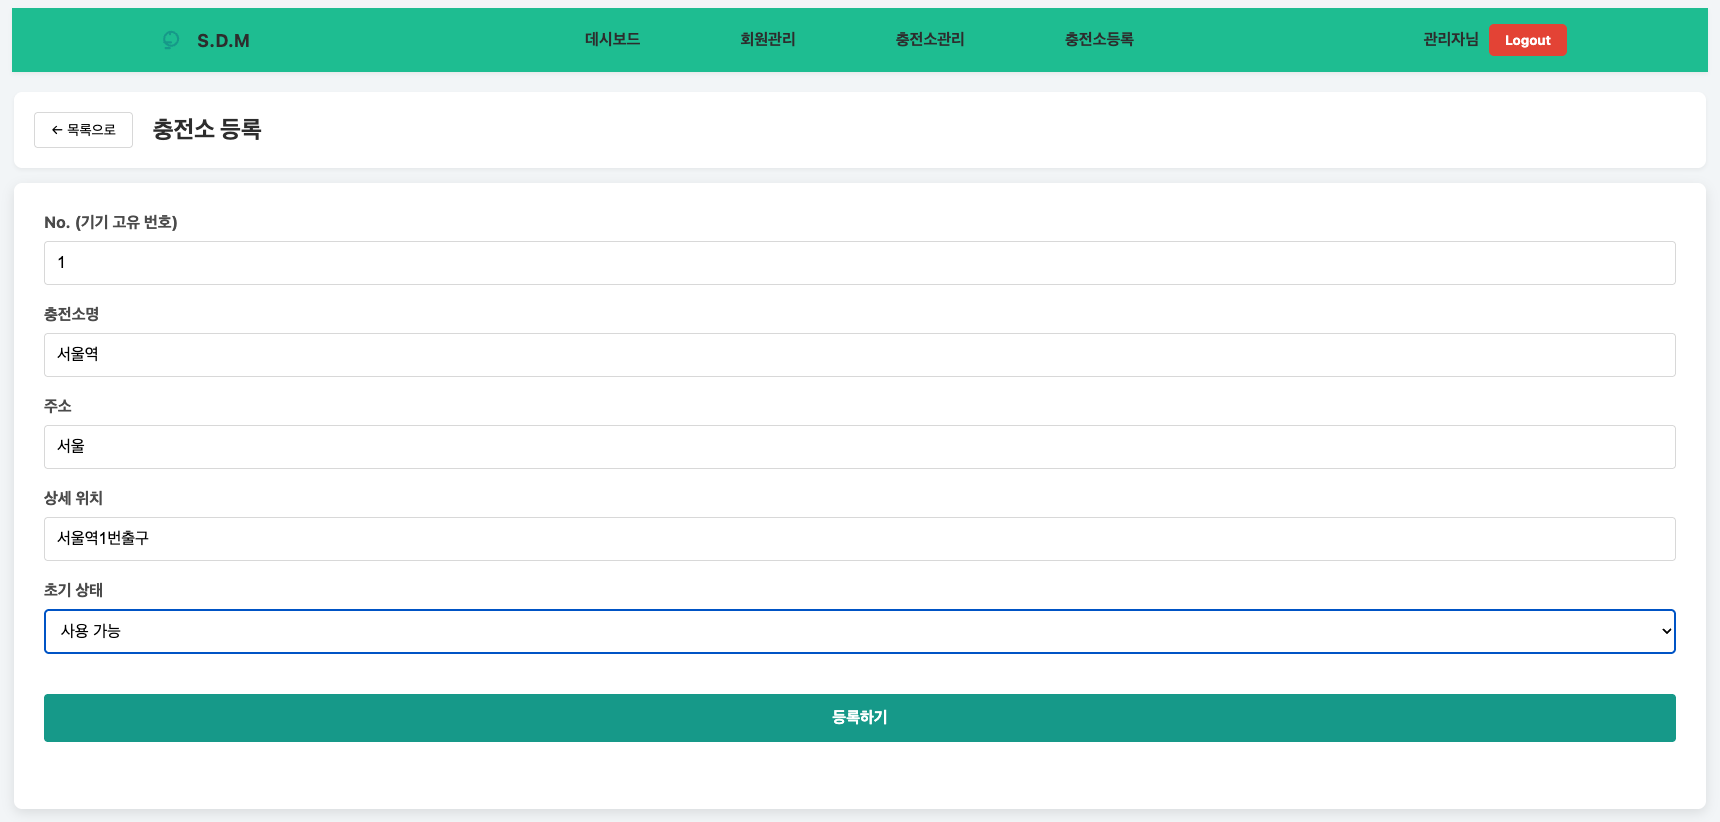 S.D.M 데시보드 회원관리 충전소관리 충전소등록 관리자님 Logout
← 목록으로 충전소 등록
No. (기기 고유 번호)
1
충전소명
서울역
주소
서울
상세 위치
서울역1번출구
초기 상태
사용 가능
등록하기